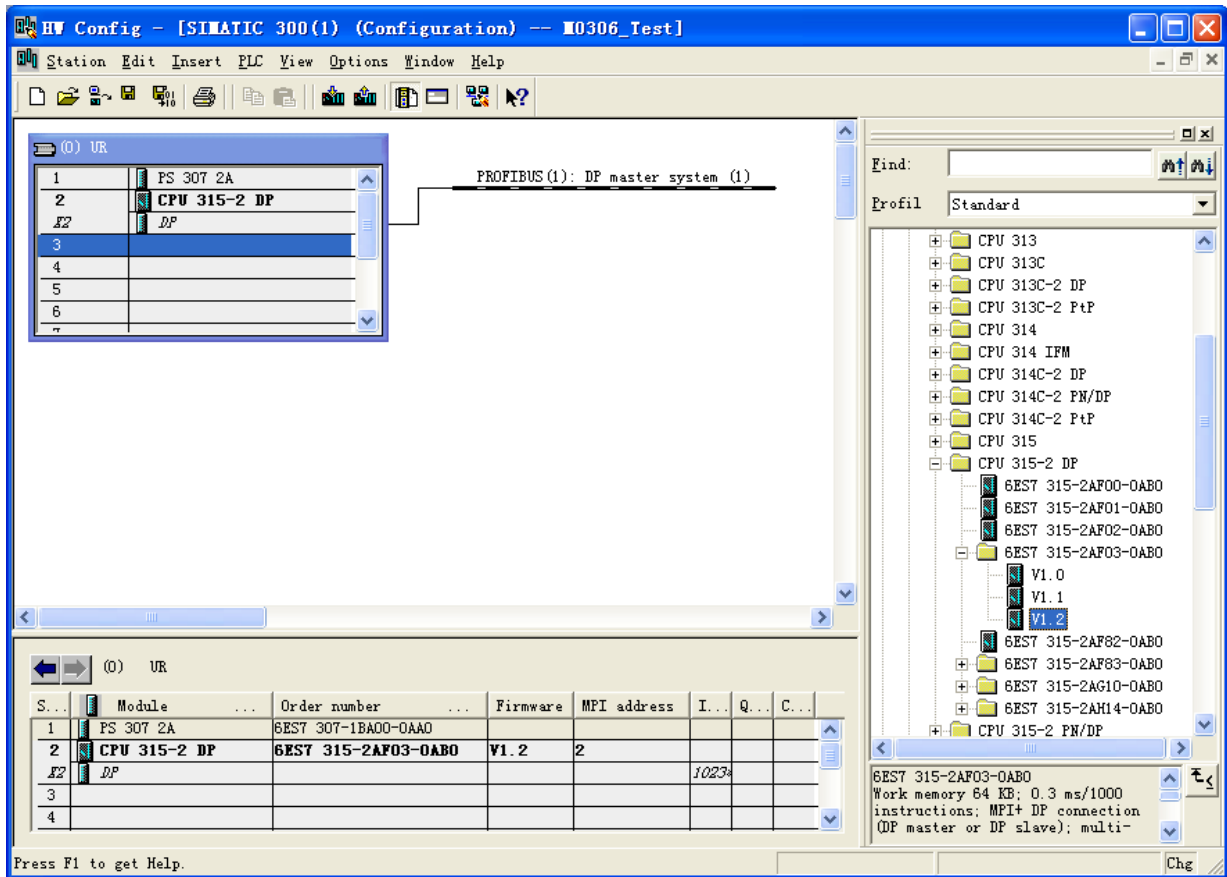 HW Config - [SIMATIC 300(1) (Configuration) -- M0306_Test]
Station Edit Insert PLC View Options Window Help
(0) UR
1 PS 307 2A
2 CPU 315-2 DP
X2 DP
3
4
5
6
7
PROFIBUS(1): DP master system (1)
Find:
Profil Standard
CPU 313
CPU 313C
CPU 313C-2 DP
CPU 313C-2 PtP
CPU 314
CPU 314 IFM
CPU 314C-2 DP
CPU 314C-2 PN/DP
CPU 314C-2 PtP
CPU 315
CPU 315-2 DP
6ES7 315-2AF00-0AB0
6ES7 315-2AF01-0AB0
6ES7 315-2AF02-0AB0
6ES7 315-2AF03-0AB0
V1.0
V1.1
V1.2
6ES7 315-2AF82-0AB0
6ES7 315-2AF83-0AB0
6ES7 315-2AG10-0AB0
6ES7 315-2AH14-0AB0
CPU 315-2 PN/DP
6ES7 315-2AF03-0AB0
Work memory 64 KB; 0.3 ms/1000
instructions; MPI+ DP connection
(DP master or DP slave); multi-
(0) UR
S... Module ... Order number ... Firmware MPI address I... Q... C...
1 PS 307 2A 6ES7 307-1BA00-0AA0
2 CPU 315-2 DP 6ES7 315-2AF03-0AB0 V1.2 2
X2 DP 1023*
3
4
Press F1 to get Help.
Chg